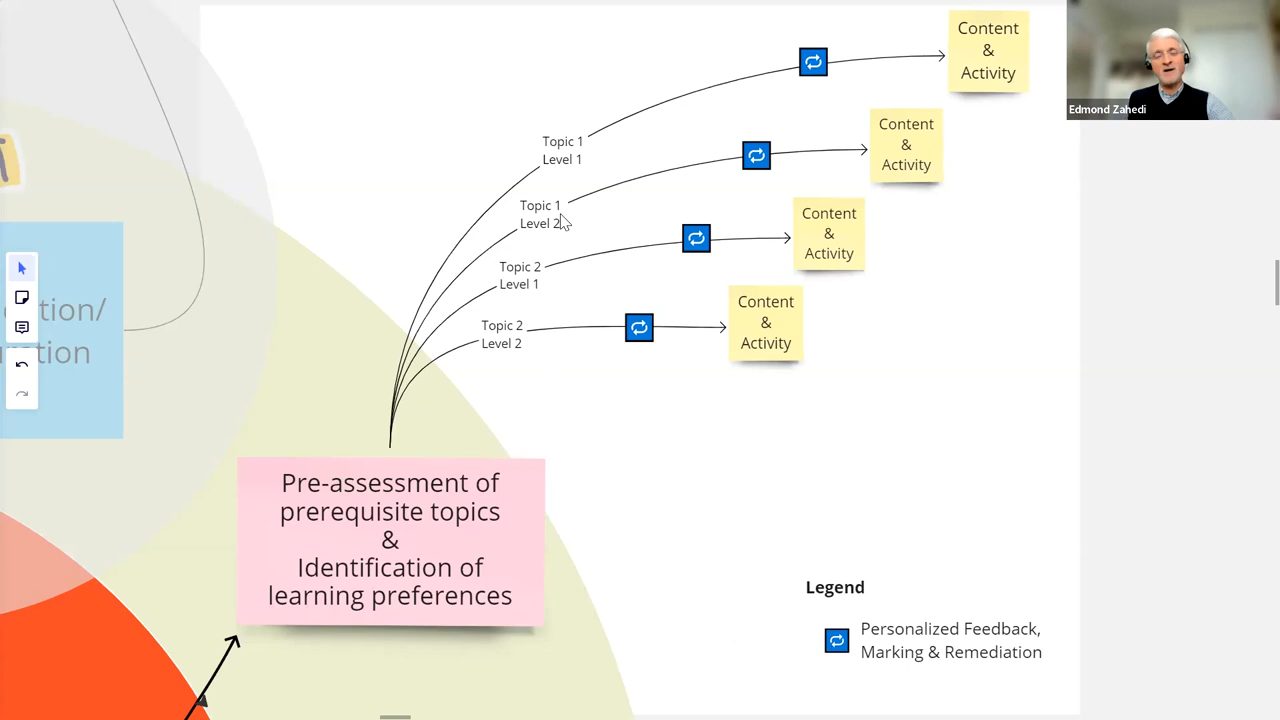 Content
&
Activity
Edmond Zahedi
Topic 1
Level 1
Content
&
Activity
Topic 1
Level 2
Content
&
Activity
Topic 2
Level 1
Content
&
Activity
Topic 2
Level 2
Pre-assessment of
prerequisite topics
&
Identification of
learning preferences
Legend
Personalized Feedback,
Marking & Remediation